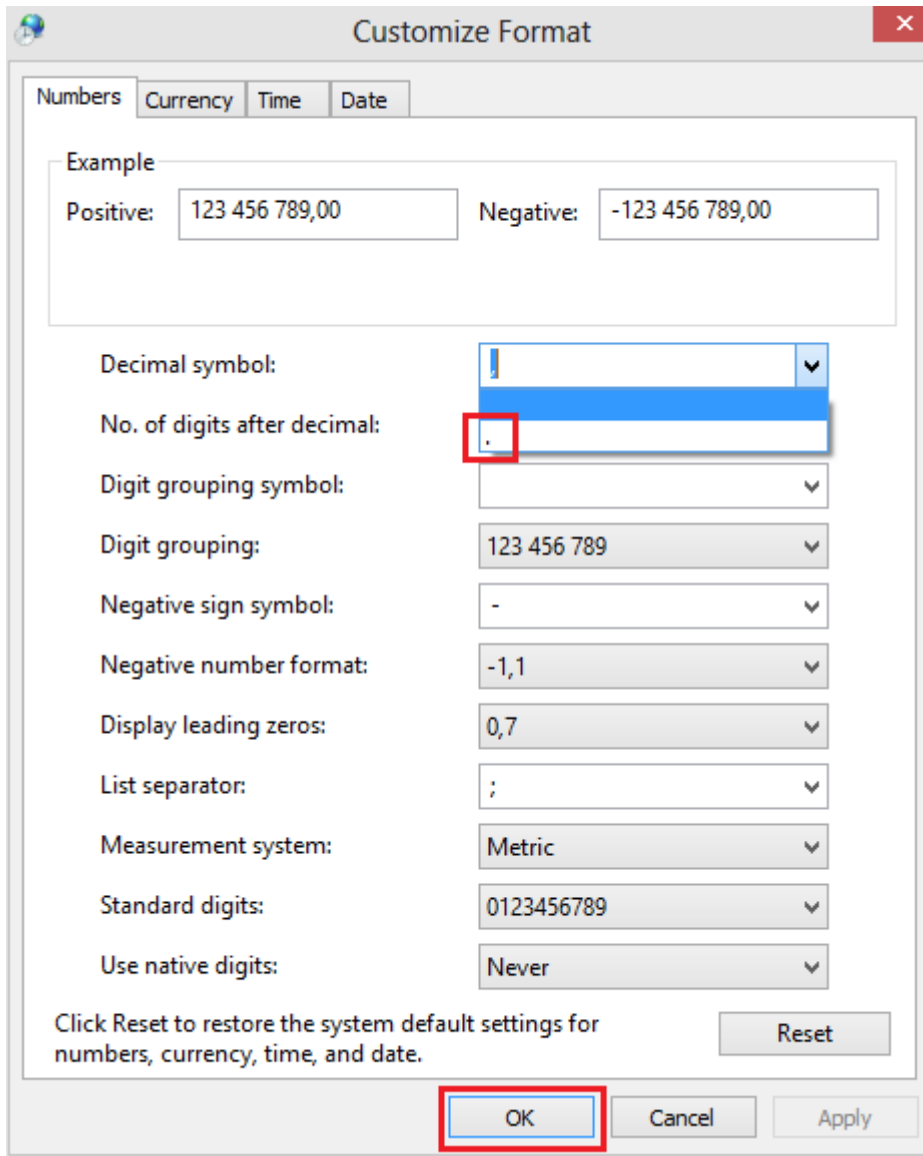 Customize Format
Numbers Currency Time Date
Example
Positive: 123 456 789,00 Negative: -123 456 789,00
Decimal symbol: ,
No. of digits after decimal: .
Digit grouping symbol:
Digit grouping: 123 456 789
Negative sign symbol: -
Negative number format: -1,1
Display leading zeros: 0,7
List separator: ;
Measurement system: Metric
Standard digits: 0123456789
Use native digits: Never
Click Reset to restore the system default settings for
numbers, currency, time, and date. Reset
OK Cancel Apply